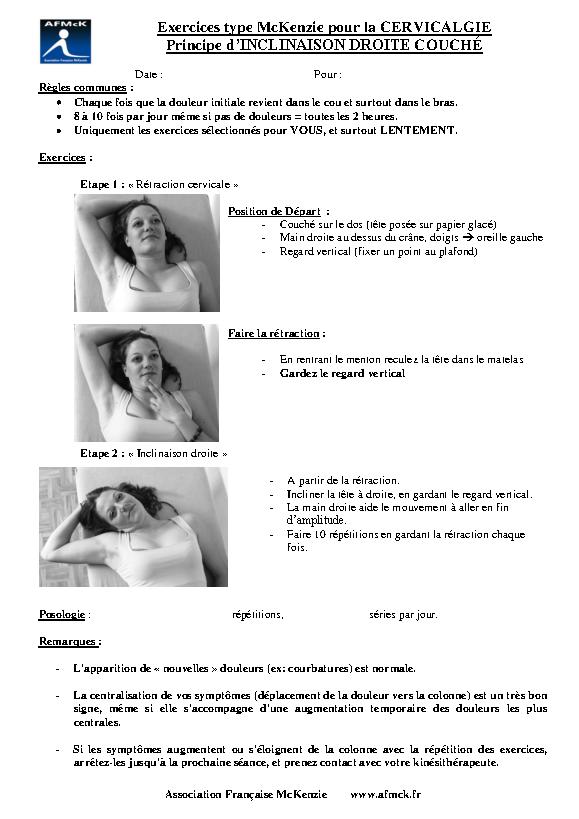 AFMcK
Association Française McKenzie
Exercices type McKenzie pour la CERVICALGIE
Principe d'INCLINAISON DROITE COUCHÉ
Date : Pour :
Règles communes :
• Chaque fois que la douleur initiale revient dans le cou et surtout dans le bras.
• 8 à 10 fois par jour même si pas de douleurs = toutes les 2 heures.
• Uniquement les exercices sélectionnés pour VOUS, et surtout LENTEMENT.
Exercices :
Etape 1 : « Rétraction cervicale »
Position de Départ :
- Couché sur le dos (tête posée sur papier glacé)
- Main droite au dessus du crâne, doigts ➔ oreille gauche
- Regard vertical (fixer un point au plafond)
Faire la rétraction :
- En rentrant le menton reculez la tête dans le matelas
- Gardez le regard vertical
Etape 2 : « Inclinaison droite »
- A partir de la rétraction.
- Incliner la tête à droite, en gardant le regard vertical.
- La main droite aide le mouvement à aller en fin
d'amplitude.
- Faire 10 répétitions en gardant la rétraction chaque
fois.
Posologie : répétitions, séries par jour.
Remarques :
- L'apparition de « nouvelles » douleurs (ex: courbatures) est normale.
- La centralisation de vos symptômes (déplacement de la douleur vers la colonne) est un très bon
signe, même si elle s'accompagne d'une augmentation temporaire des douleurs les plus
centrales.
- Si les symptômes augmentent ou s'éloignent de la colonne avec la répétition des exercices,
arrêtez-les jusqu'à la prochaine séance, et prenez contact avec votre kinésithérapeute.
Association Française McKenzie www.afmck.fr